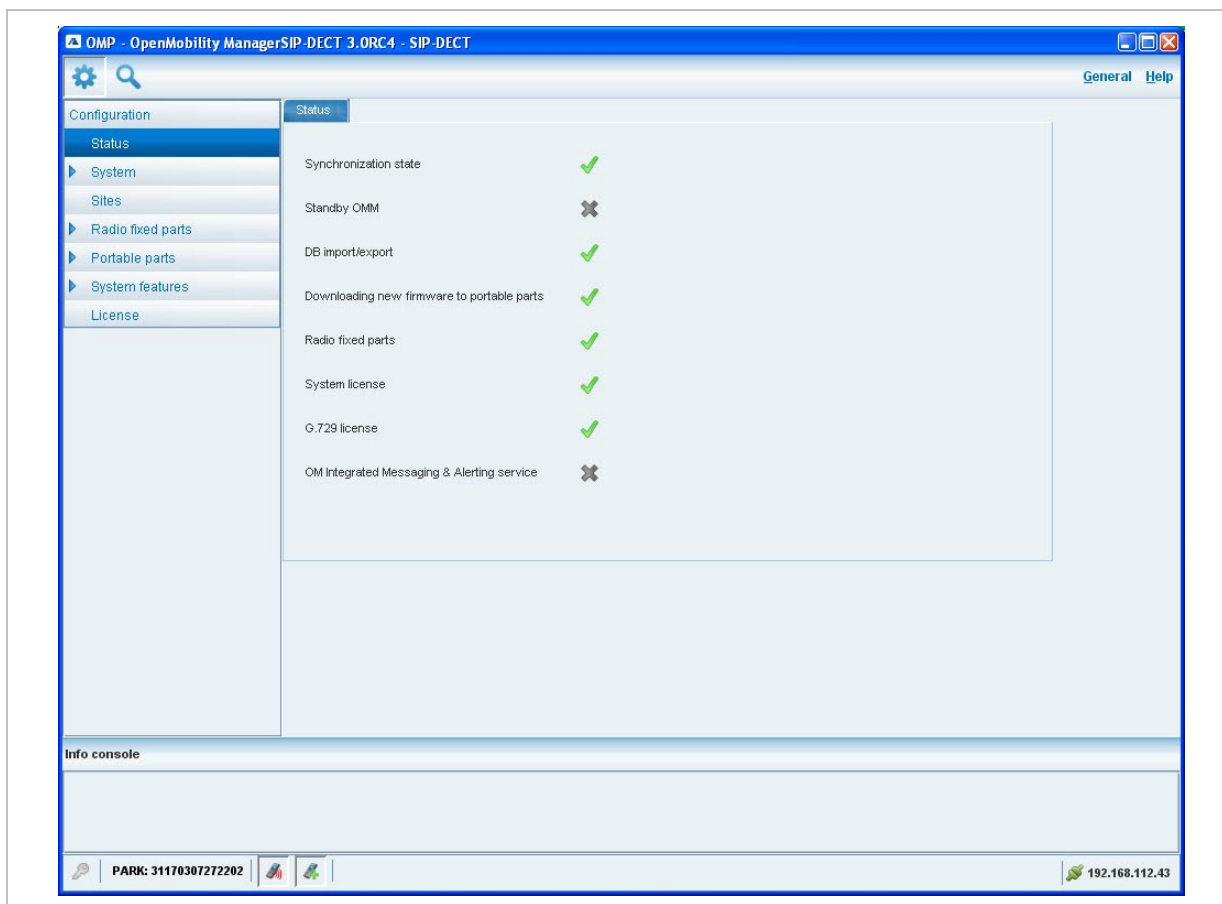 OMP - OpenMobility ManagerSIP-DECT 3.0RC4 - SIP-DECT
General Help
Configuration
Status
System
Sites
Radio fixed parts
Portable parts
System features
License
Status
Synchronization state
Standby OMM
DB import/export
Downloading new firmware to portable parts
Radio fixed parts
System license
G.729 license
OM Integrated Messaging & Alerting service
Info console
PARK: 31170307272202
192.168.112.43